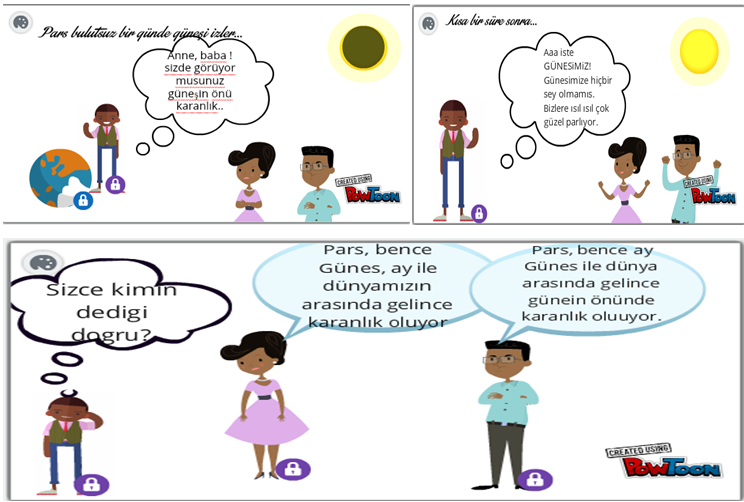 Pars bulutsuz bir günde güneşi izler...
Anne, baba !
sizde görüyor
musunuz
güneşin önü
karanlık..
CREATED USING
POWTOON
Kısa bir süre sonra...
Aaa iste
GÜNESiMiZ!
Günesimize hiçbir
sey olmamıs.
Bizlere ısıl ısıl çok
güzel parlıyor.
CREATED USING
POWTOON
Sizce kimin
dedigi
dogru?
Pars, bence
Günes, ay ile
dünyamızın
arasında gelince
karanlık oluyor
Pars, bence ay
Günes ile dünya
arasında gelince
günein önünde
karanlık oluuyor.
CREATED USING
POWTOON